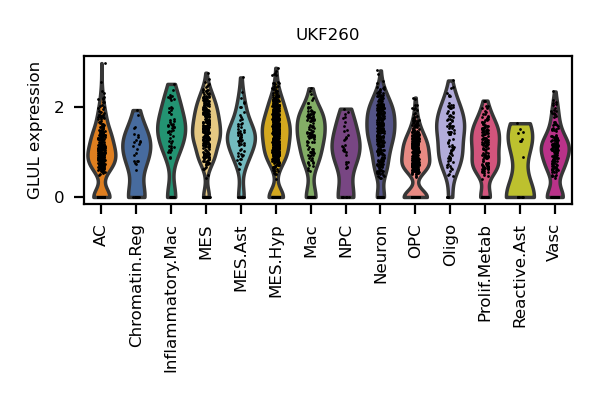 UKF260
GLUL expression
2
0
AC
Chromatin.Reg
Inflammatory.Mac
MES
MES.Ast
MES.Hyp
Mac
NPC
Neuron
OPC
Oligo
Prolif.Metab
Reactive.Ast
Vasc